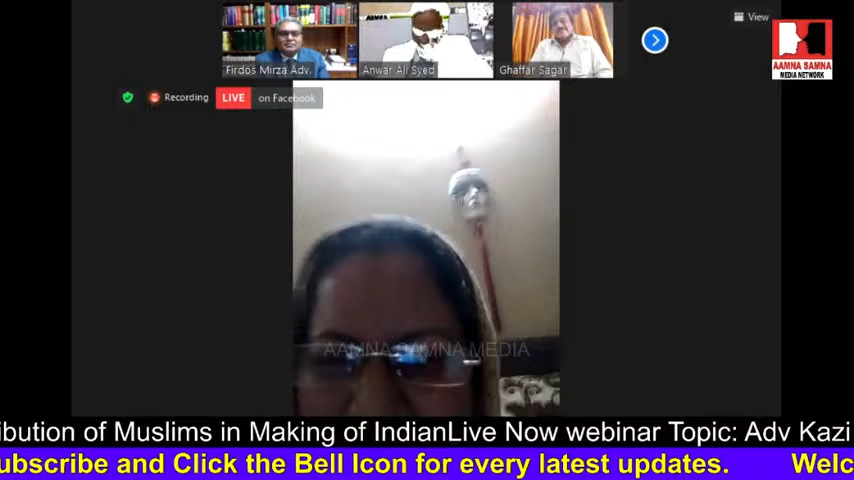 Firdos Mirza Adv.
Anwar Ali Syed
Ghaffar Sagar
View
AAMNA SAMNA
MEDIA NETWORK
Recording
LIVE
on Facebook
AAMNA SAMNA MEDIA
ibution of Muslims in Making of IndianLive Now webinar Topic: Adv Kazi
ubscribe and Click the Bell Icon for every latest updates. Welc